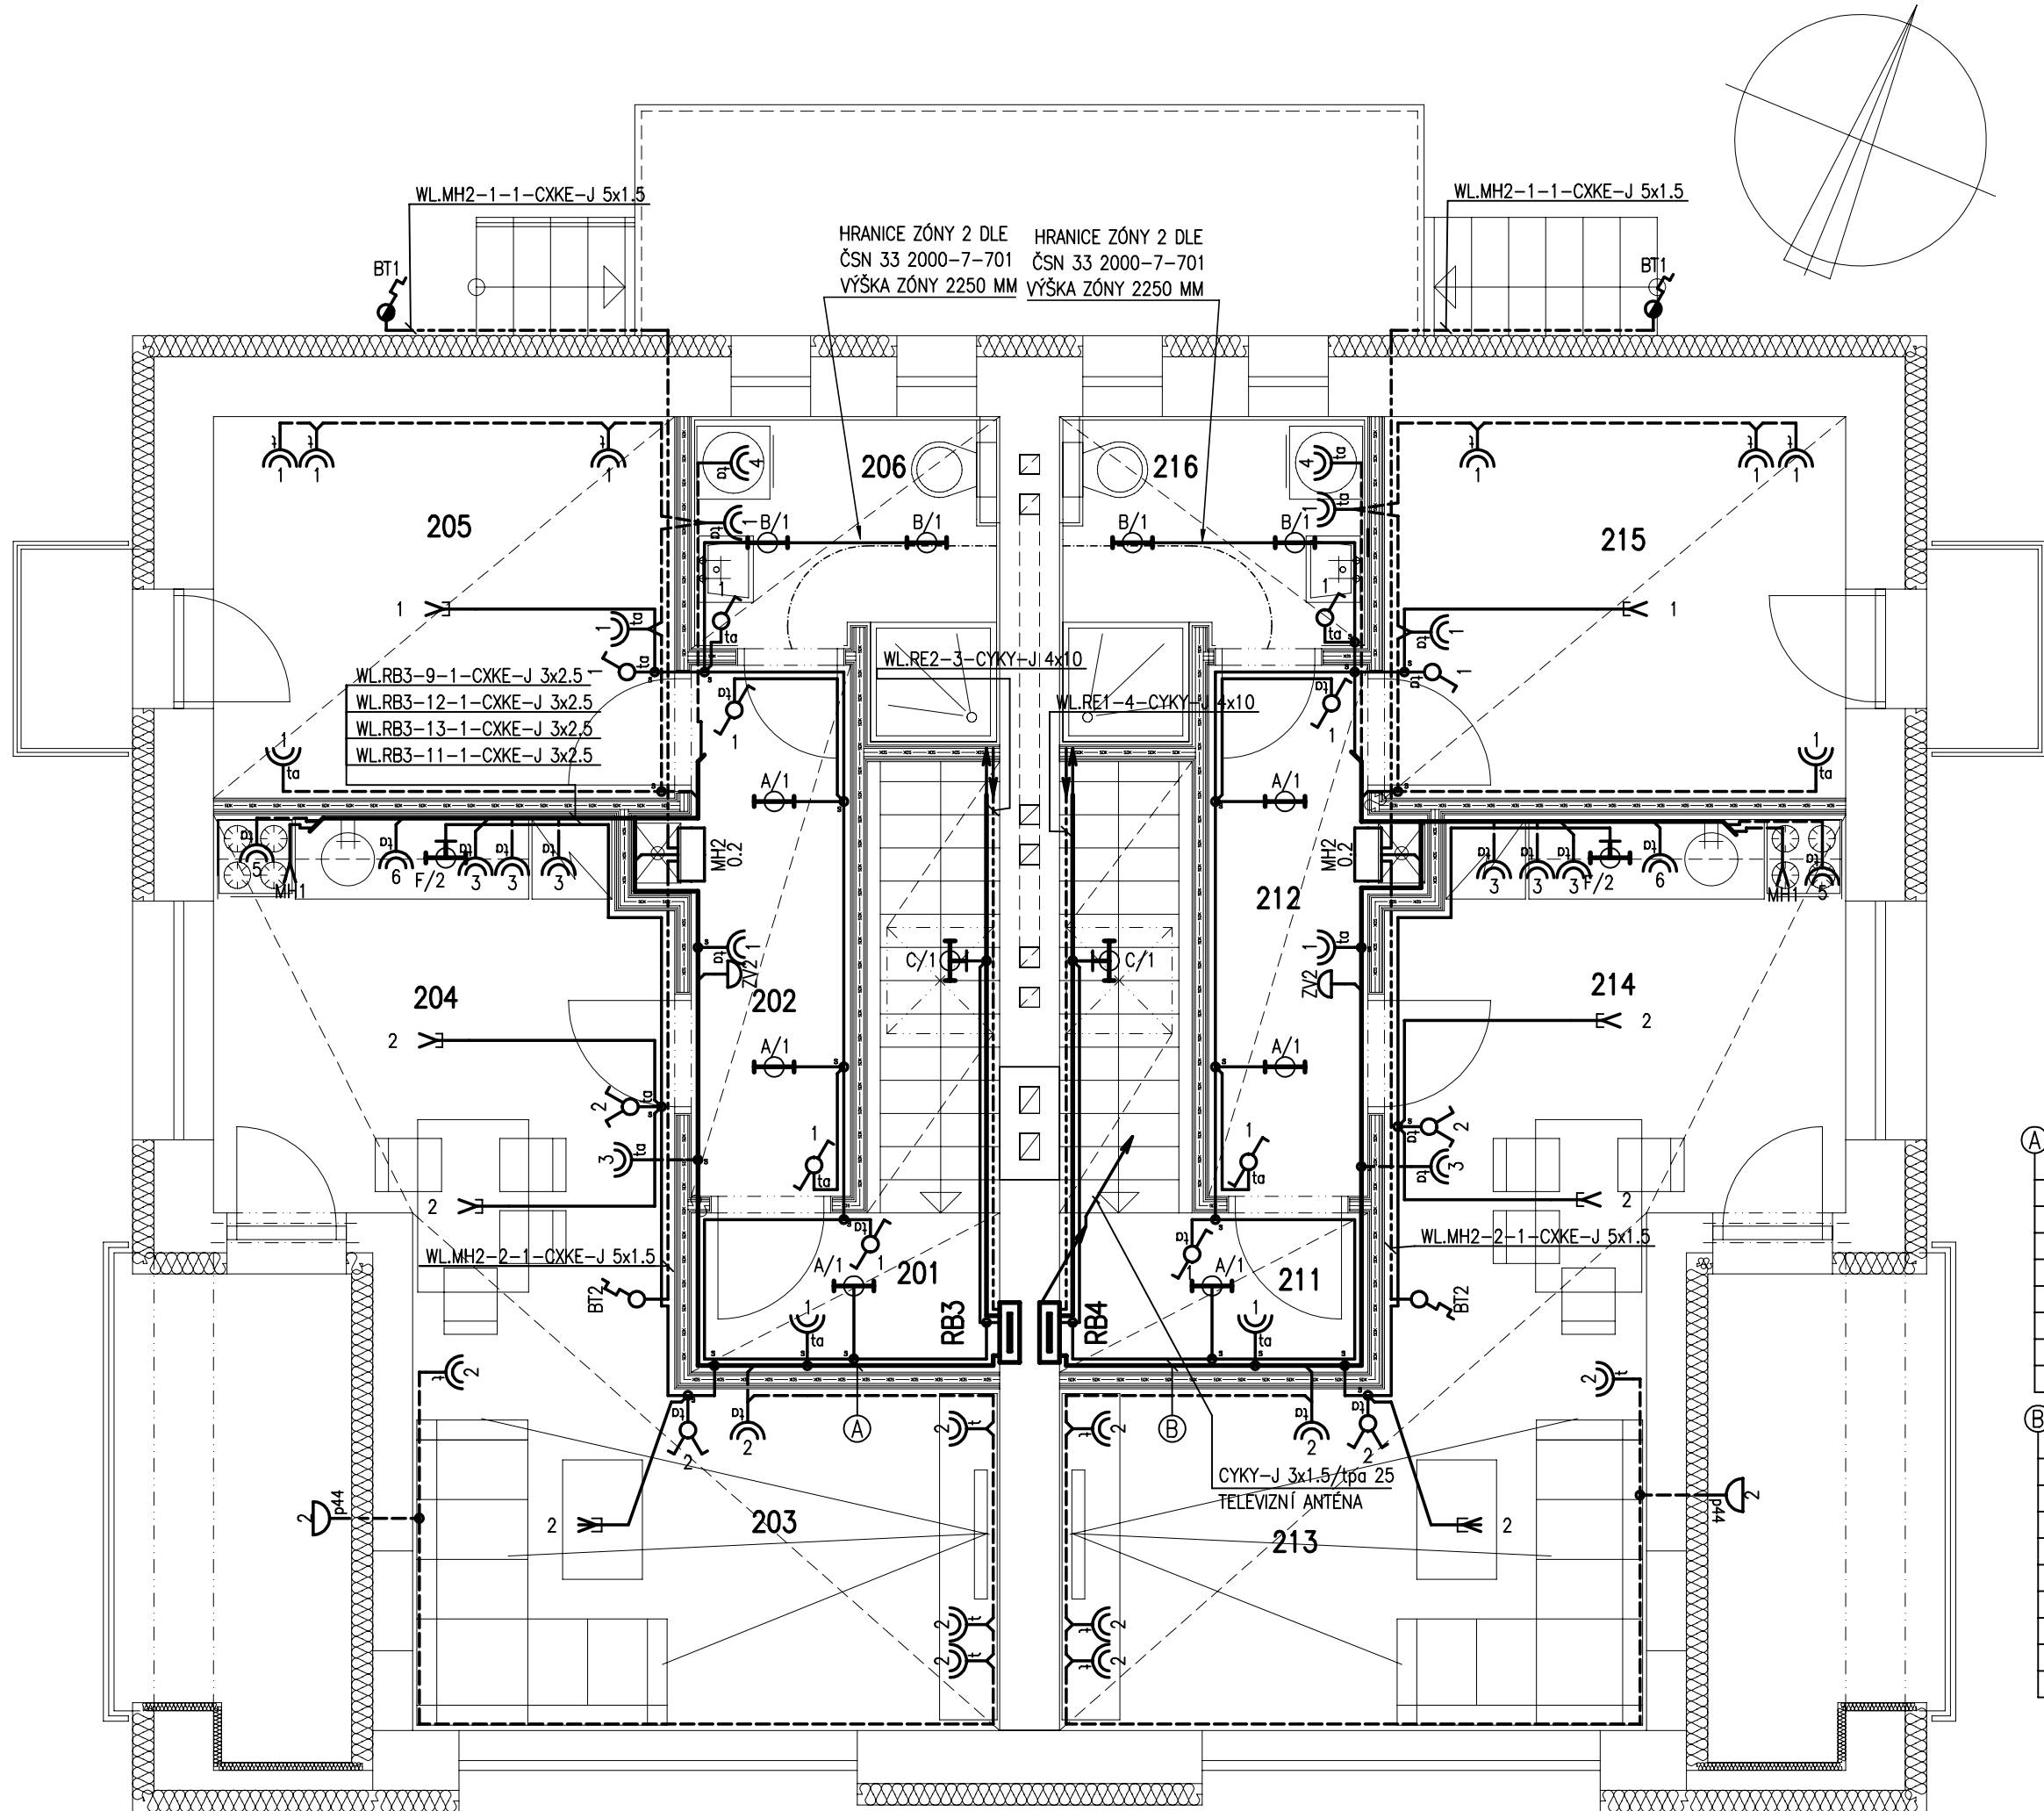 WL.MH2-1-1-CXKE-J 5x1.5
WL.MH2-1-1-CXKE-J 5x1.5
HRANICE ZÓNY 2 DLE
ČSN 33 2000-7-701
VÝŠKA ZÓNY 2250 MM
HRANICE ZÓNY 2 DLE
ČSN 33 2000-7-701
VÝŠKA ZÓNY 2250 MM
BT1
BT1
206
216
205
215
B/1
B/1
B/1
B/1
WL.RE2-3-CYKY-J 4x10
WL.RB3-9-1-CXKE-J 3x2.5
WL.RB3-12-1-CXKE-J 3x2.5
WL.RB3-13-1-CXKE-J 3x2.5
WL.RB3-11-1-CXKE-J 3x2.5
WL.RE1-4-CYKY-J 4x10
A/1
A/1
MH2
0.2
MH2
0.2
MH1
F/2
F/2
MH1
212
C/1
C/1
204
ZV2
202
ZV2
214
A/1
A/1
WL.MH2-2-1-CXKE-J 5x1.5
WL.MH2-2-1-CXKE-J 5x1.5
A/1
201
A/1
211
BT2
RB3
RB4
BT2
A
B
A
B
CYKY-J 3x1.5/tpa 25
TELEVIZNÍ ANTÉNA
p44
203
213
p44